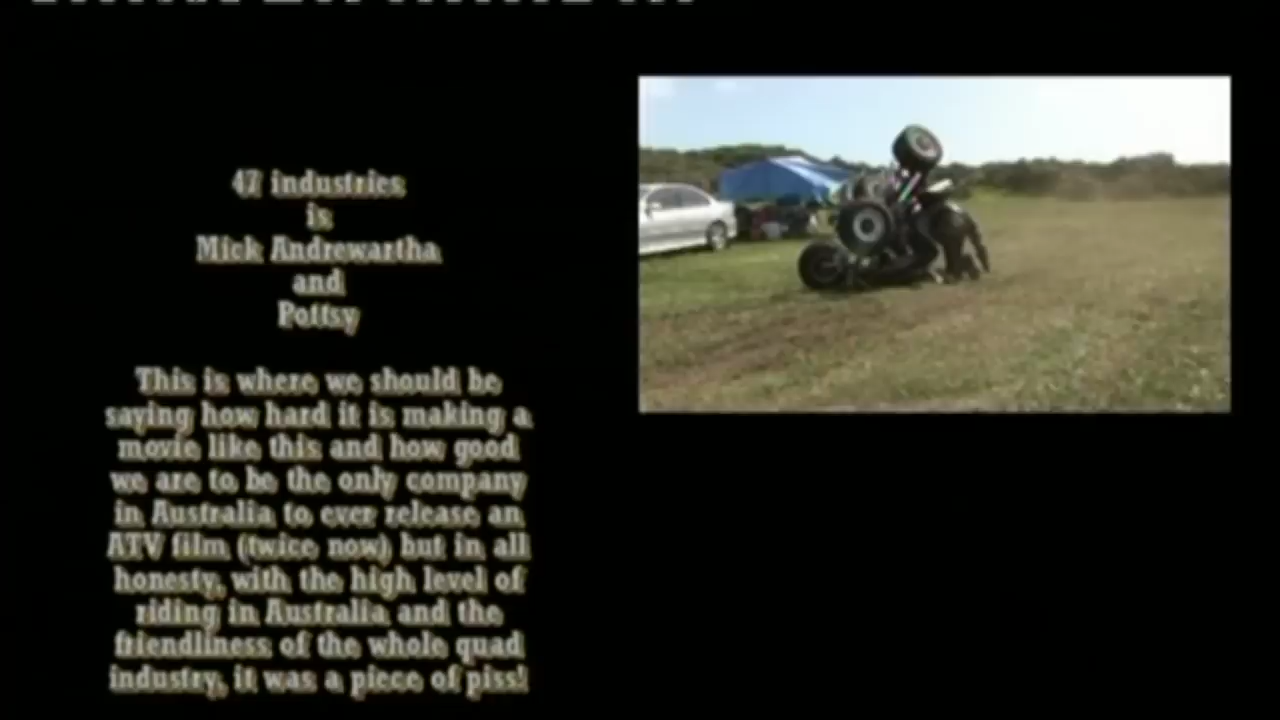 47 industries
is
Mick Andrewartha
and
Pottsy
This is where we should be
saying how hard it is making a
movie like this and how good
we are to be the only company
in Australia to ever release an
ATV film (twice now) but in all
honesty, with the high level of
riding in Australia and the
friendliness of the whole quad
industry, it was a piece of piss!